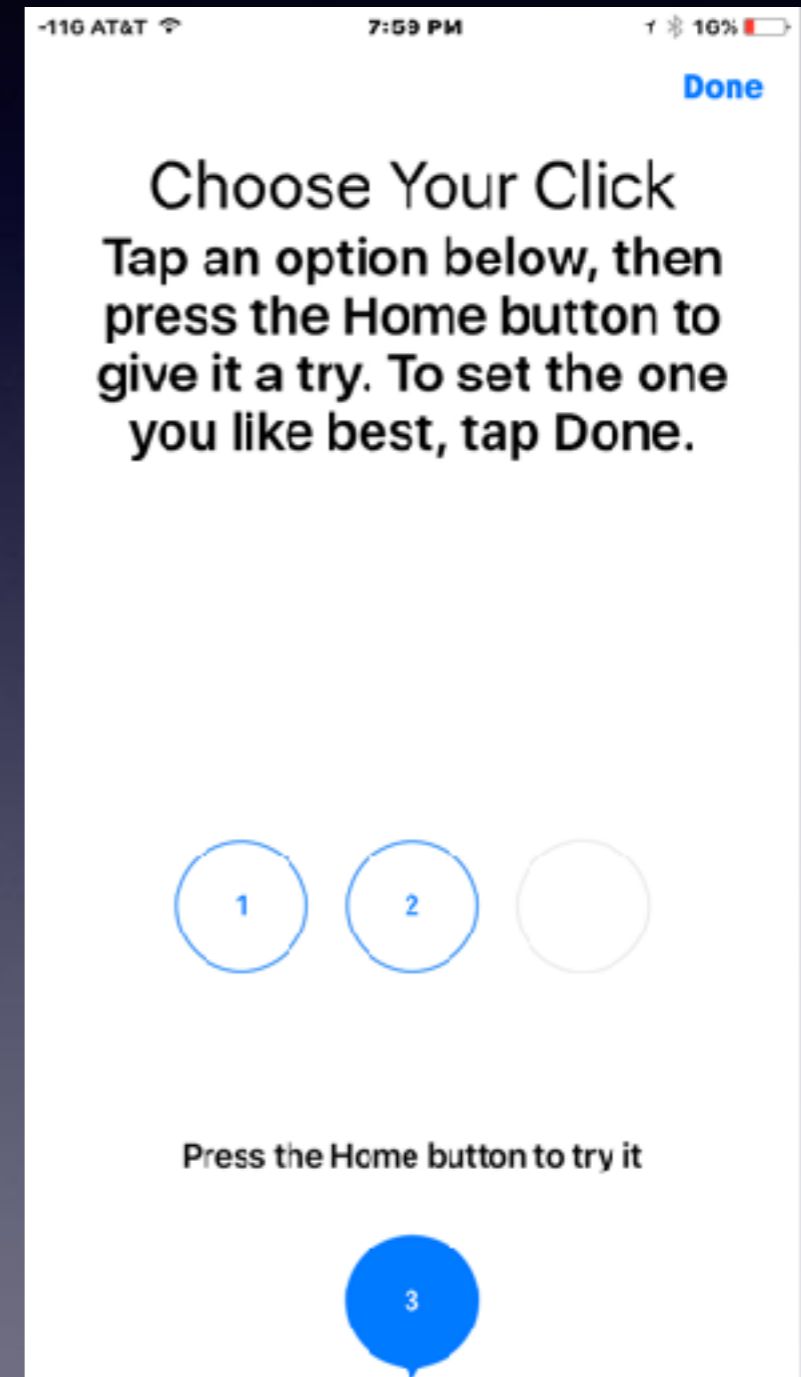 -116 AT&T 7:59 PM 16%
Done
Choose Your Click
Tap an option below, then
press the Home button to
give it a try. To set the one
you like best, tap Done.
1 2
Press the Home button to try it
3